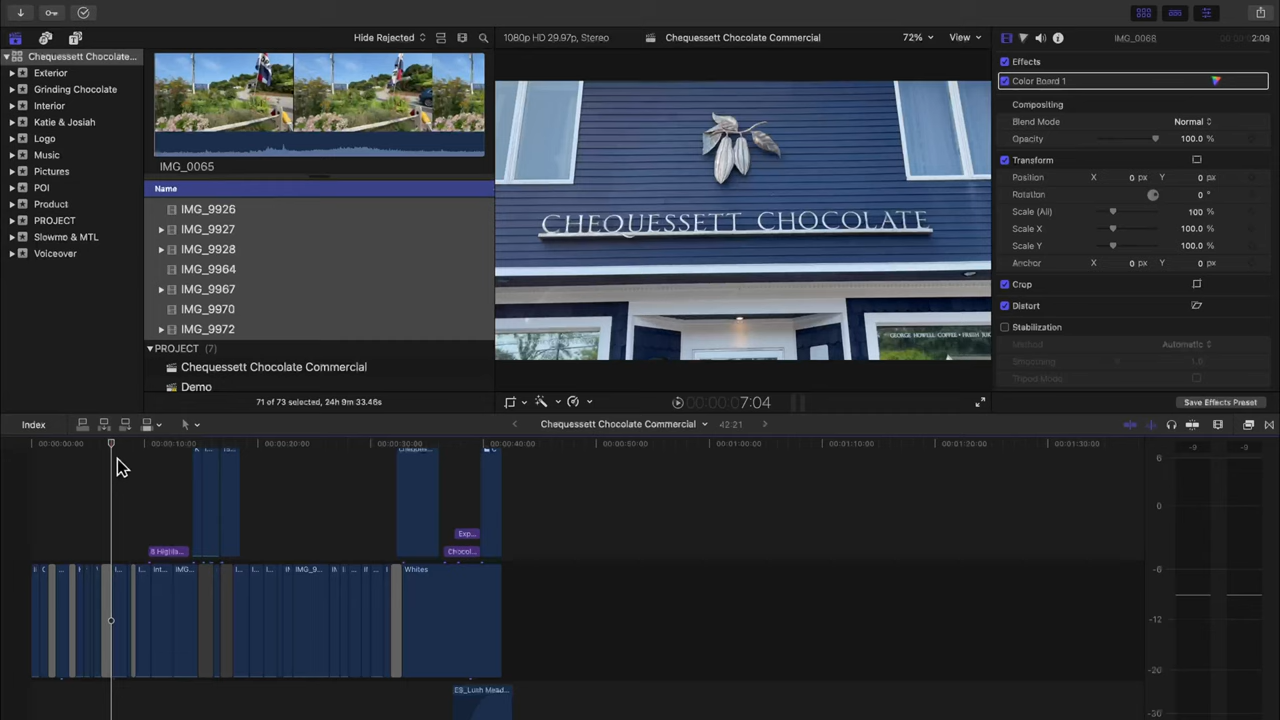 Hide Rejected
1080p HD 29.97p, Stereo
Chequessett Chocolate Commercial
72%
View
IMG_0068
2:09
Chequessett Chocolate...
Exterior
Grinding Chocolate
Interior
Katie & Josiah
Logo
Music
Pictures
POI
Product
PROJECT
Slowmo & MTL
Voiceover
IMG_0065
Name
IMG_9926
IMG_9927
IMG_9928
IMG_9964
IMG_9967
IMG_9970
IMG_9972
PROJECT (7)
Chequessett Chocolate Commercial
Demo
71 of 73 selected, 24h 9m 33.46s
CHEQUESSETT CHOCOLATE
GEORGE HOWELL COFFEE • FRESH
7:04
Effects
Color Board 1
Compositing
Blend Mode Normal
Opacity 100.0 %
Transform
Position X 0 px Y 0 px
Rotation 0 °
Scale (All) 100 %
Scale X 100.0 %
Scale Y 100.0 %
Anchor X 0 px Y 0 px
Crop
Distort
Stabilization
Method Automatic
Smoothing 1.0
Tripod Mode
Save Effects Preset
Index
Chequessett Chocolate Commercial
42:21
00:00:00:00 00:00:10:00 00:00:20:00 00:00:30:00 00:00:40:00 00:00:50:00 00:01:00:00 00:01:10:00 00:01:20:00 00:01:30:00
-9 -9
6
0
-6
-12
-20
-30
Exp...
Chocol...
IMG...
IMG_9...
Whites
ES_Lush Mead...